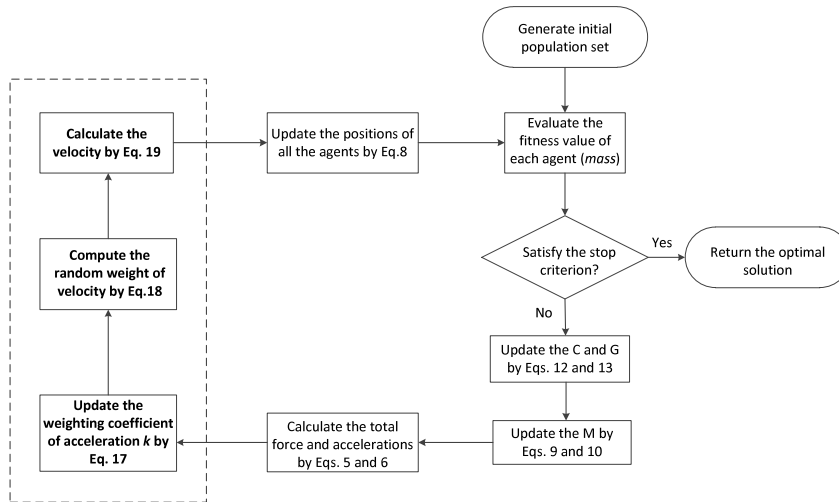 Generate initial
population set
Evaluate the
fitness value of
each agent (mass)
Satisfy the stop
criterion?
Yes
Return the optimal
solution
No
Update the C and G
by Eqs. 12 and 13
Update the M by
Eqs. 9 and 10
Calculate the total
force and accelerations
by Eqs. 5 and 6
Update the
weighting coefficient
of acceleration k by
Eq. 17
Compute the
random weight of
velocity by Eq.18
Calculate the
velocity by Eq. 19
Update the positions of
all the agents by Eq.8